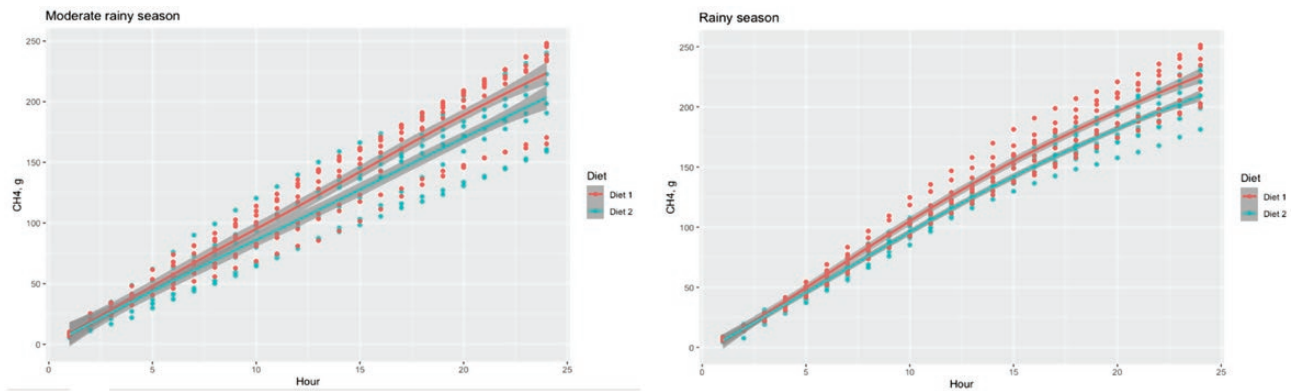 Moderate rainy season
250
200
150
100
50
0
CH4, g
0 5 10 15 20 25
Hour
Diet
Diet 1
Diet 2
Rainy season
250
200
150
100
50
0
CH4, g
0 5 10 15 20 25
Hour
Diet
Diet 1
Diet 2